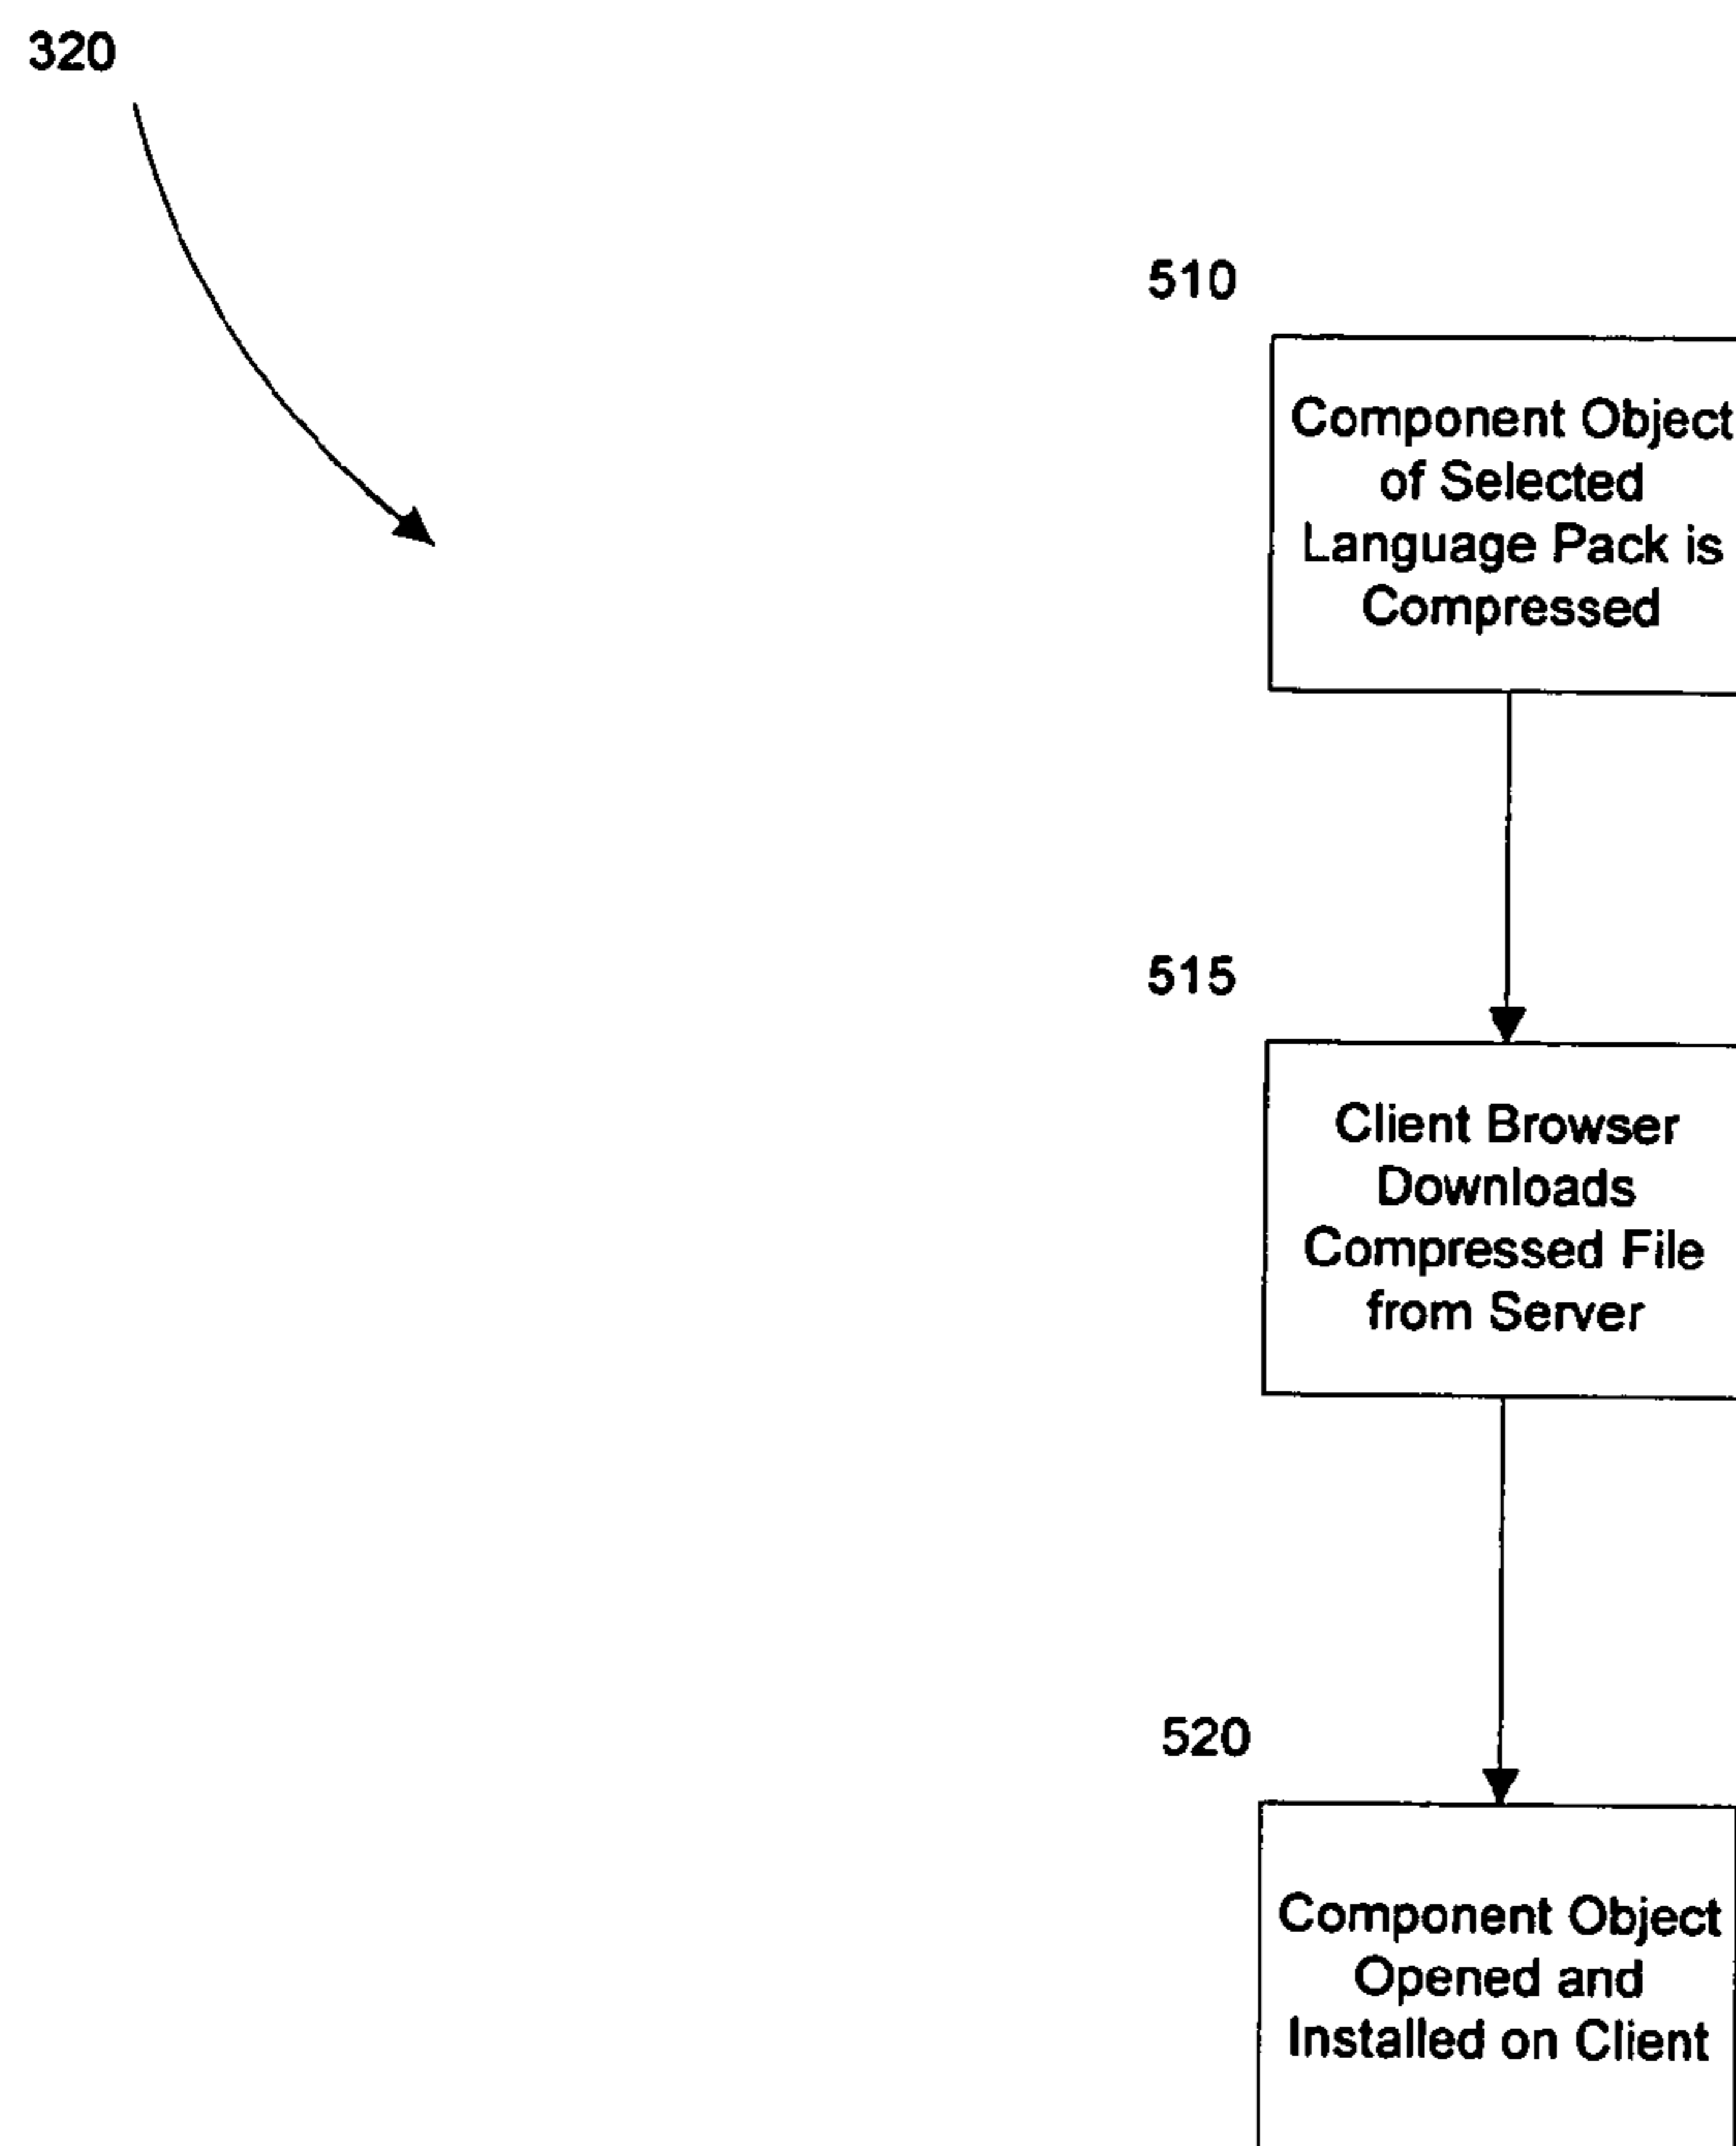 320
510
Component Object
of Selected
Language Pack is
Compressed
515
Client Browser
Downloads
Compressed File
from Server
520
Component Object
Opened and
Installed on Client